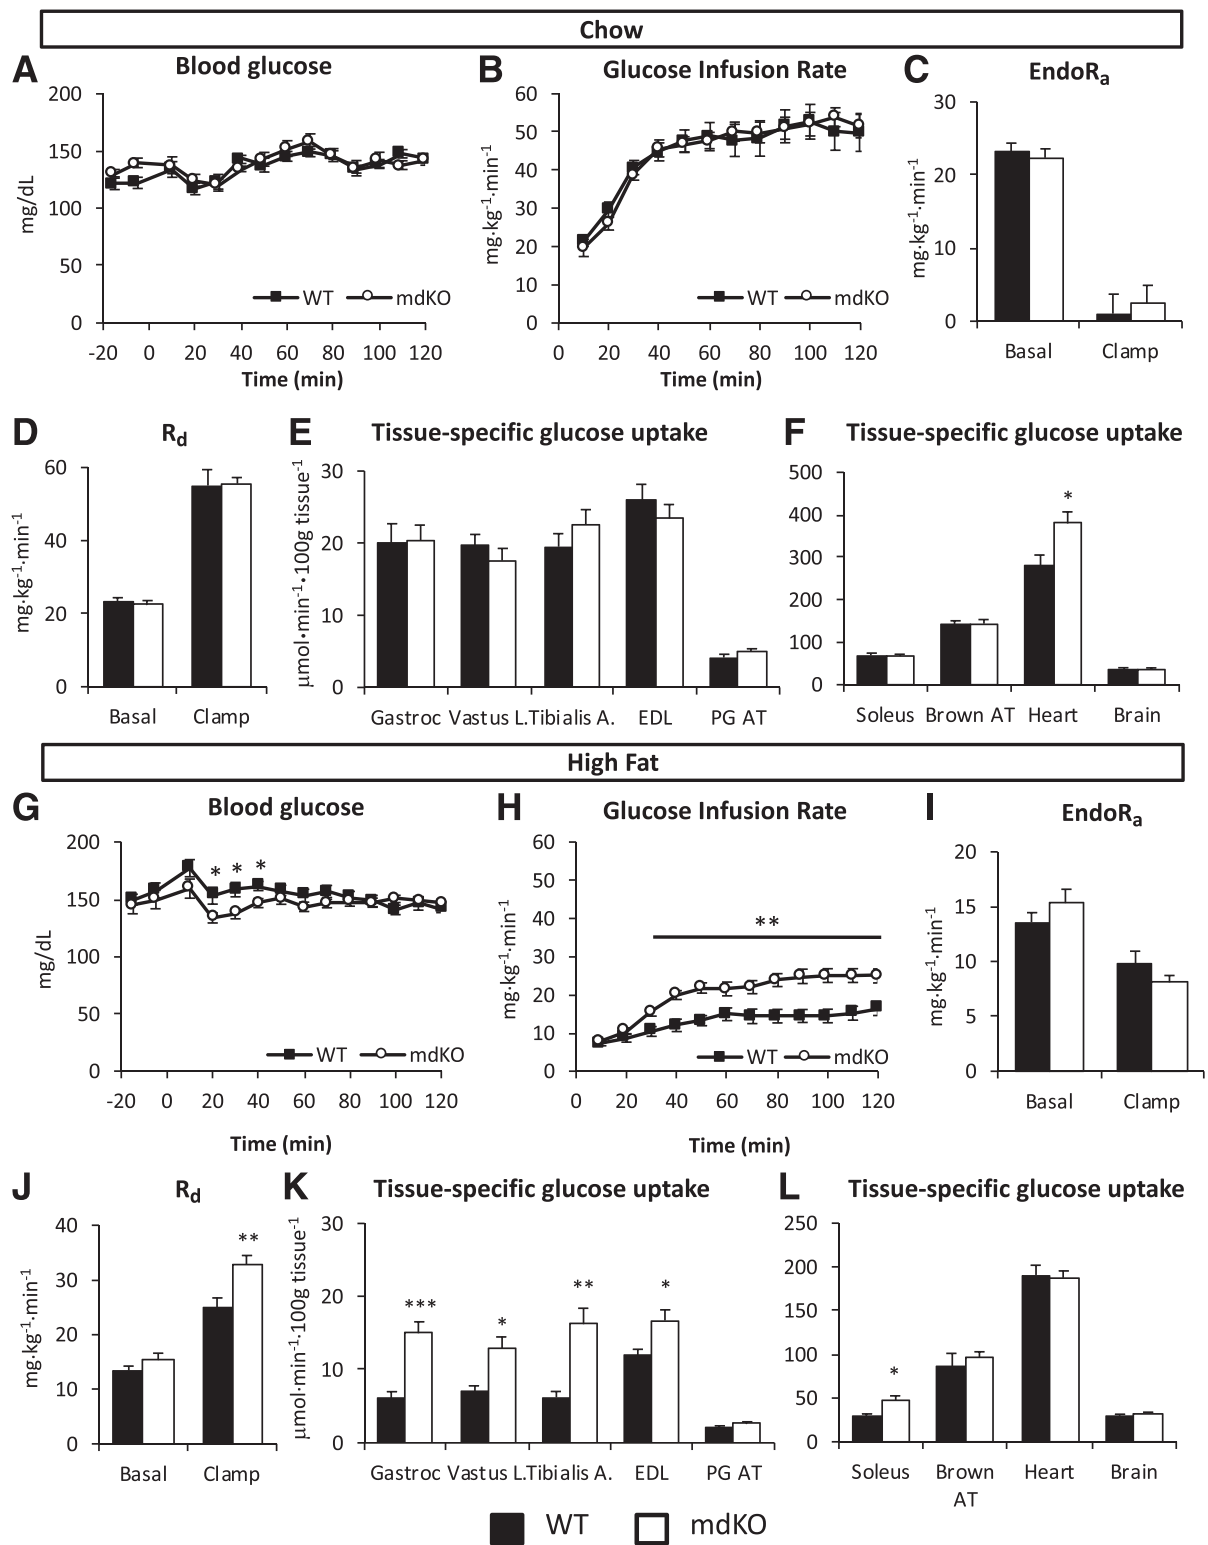 Chow
A
Blood glucose
200
150
100
50
0
mg/dL
WT
mdKO
-20 0 20 40 60 80 100 120
Time (min)
B
Glucose Infusion Rate
60
50
40
30
20
10
0
mg·kg⁻¹·min⁻¹
WT
mdKO
0 20 40 60 80 100 120
Time (min)
C
EndoRₐ
30
20
10
0
mg·kg⁻¹·min⁻¹
Basal Clamp
D
R_d
60
40
20
0
mg·kg⁻¹·min⁻¹
Basal Clamp
E
Tissue-specific glucose uptake
30
20
10
0
µmol·min⁻¹·100g tissue⁻¹
Gastroc Vastus L. Tibialis A. EDL PG AT
F
Tissue-specific glucose uptake
500
400
300
200
100
0
*
Soleus Brown AT Heart Brain
High Fat
G
Blood glucose
200
150
100
50
0
mg/dL
* * *
WT
mdKO
-20 0 20 40 60 80 100 120
Time (min)
H
Glucose Infusion Rate
60
50
40
30
20
10
0
mg·kg⁻¹·min⁻¹
**
WT
mdKO
0 20 40 60 80 100 120
Time (min)
I
EndoRₐ
20
15
10
5
0
mg·kg⁻¹·min⁻¹
Basal Clamp
J
R_d
40
30
20
10
0
mg·kg⁻¹·min⁻¹
**
Basal Clamp
K
Tissue-specific glucose uptake
30
20
10
0
µmol·min⁻¹·100g tissue⁻¹
*** * ** *
Gastroc Vastus L. Tibialis A. EDL PG AT
L
Tissue-specific glucose uptake
250
200
150
100
50
0
*
Soleus Brown AT Heart Brain
WT mdKO